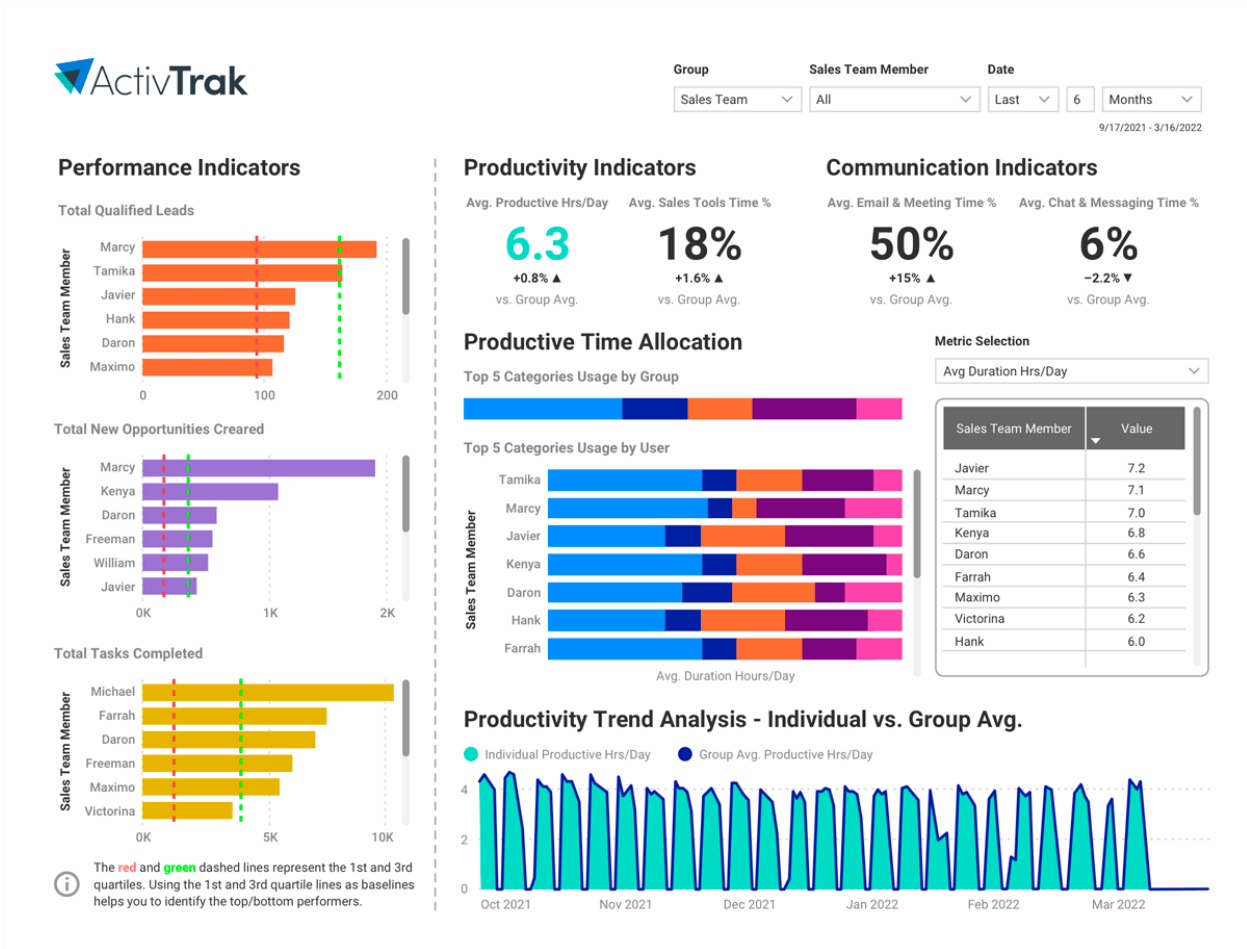 ActivTrak
Group
Sales Team Member
Date
Sales Team
All
Last
6
Months
9/17/2021 - 3/16/2022
Performance Indicators
Total Qualified Leads
Sales Team Member
Marcy
Tamika
Javier
Hank
Daron
Maximo
0
100
200
Total New Opportunities Creared
Sales Team Member
Marcy
Kenya
Daron
Freeman
William
Javier
0K
1K
2K
Total Tasks Completed
Sales Team Member
Michael
Farrah
Daron
Freeman
Maximo
Victorina
0K
5K
10K
The red and green dashed lines represent the 1st and 3rd
quartiles. Using the 1st and 3rd quartile lines as baselines
helps you to identify the top/bottom performers.
Productivity Indicators
Avg. Productive Hrs/Day
6.3
+0.8% ▲
vs. Group Avg.
Avg. Sales Tools Time %
18%
+1.6% ▲
vs. Group Avg.
Communication Indicators
Avg. Email & Meeting Time %
50%
+15% ▲
vs. Group Avg.
Avg. Chat & Messaging Time %
6%
−2.2% ▼
vs. Group Avg.
Productive Time Allocation
Top 5 Categories Usage by Group
Top 5 Categories Usage by User
Sales Team Member
Tamika
Marcy
Javier
Kenya
Daron
Hank
Farrah
Avg. Duration Hours/Day
Metric Selection
Avg Duration Hrs/Day
Sales Team Member Value
Javier 7.2
Marcy 7.1
Tamika 7.0
Kenya 6.8
Daron 6.6
Farrah 6.4
Maximo 6.3
Victorina 6.2
Hank 6.0
Productivity Trend Analysis - Individual vs. Group Avg.
Individual Productive Hrs/Day
Group Avg. Productive Hrs/Day
4
2
0
Oct 2021
Nov 2021
Dec 2021
Jan 2022
Feb 2022
Mar 2022